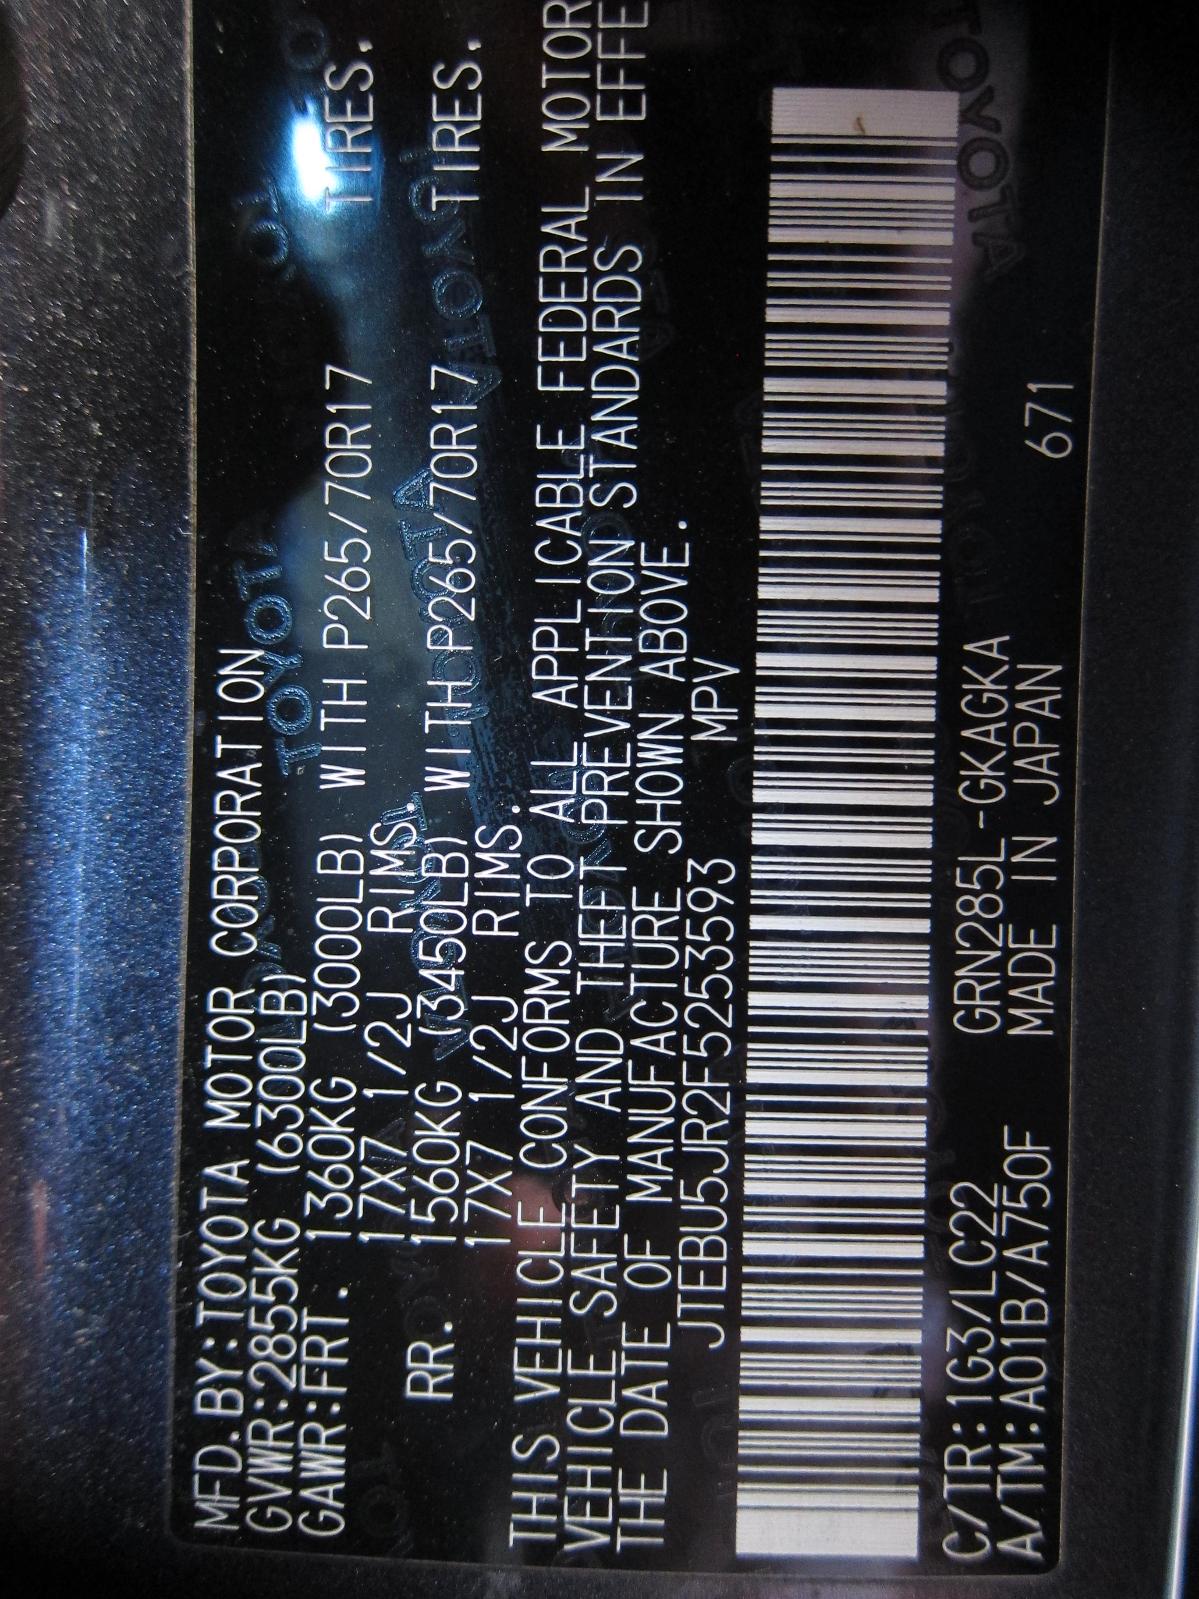 MFD.BY:TOYOTA MOTOR CORPORATION
GVWR:2855KG (6300LB)
GAWR:FRT. 1360KG (3000LB) WITH P265/70R17 TIRES.
17X7 1/2J RIMS.
RR. 1560KG (3450LB) WITH P265/70R17 TIRES.
17X7 1/2J RIMS.
THIS VEHICLE CONFORMS TO ALL APPLICABLE FEDERAL MOTOR
VEHICLE SAFETY AND THEFT PREVENTION STANDARDS IN EFFE
THE DATE OF MANUFACTURE SHOWN ABOVE.
JTEBU5JR2F5253593 MPV
C/TR:1G3/LC22 GRN285L-GKAGKA
A/TM:A01B/A750F MADE IN JAPAN 671